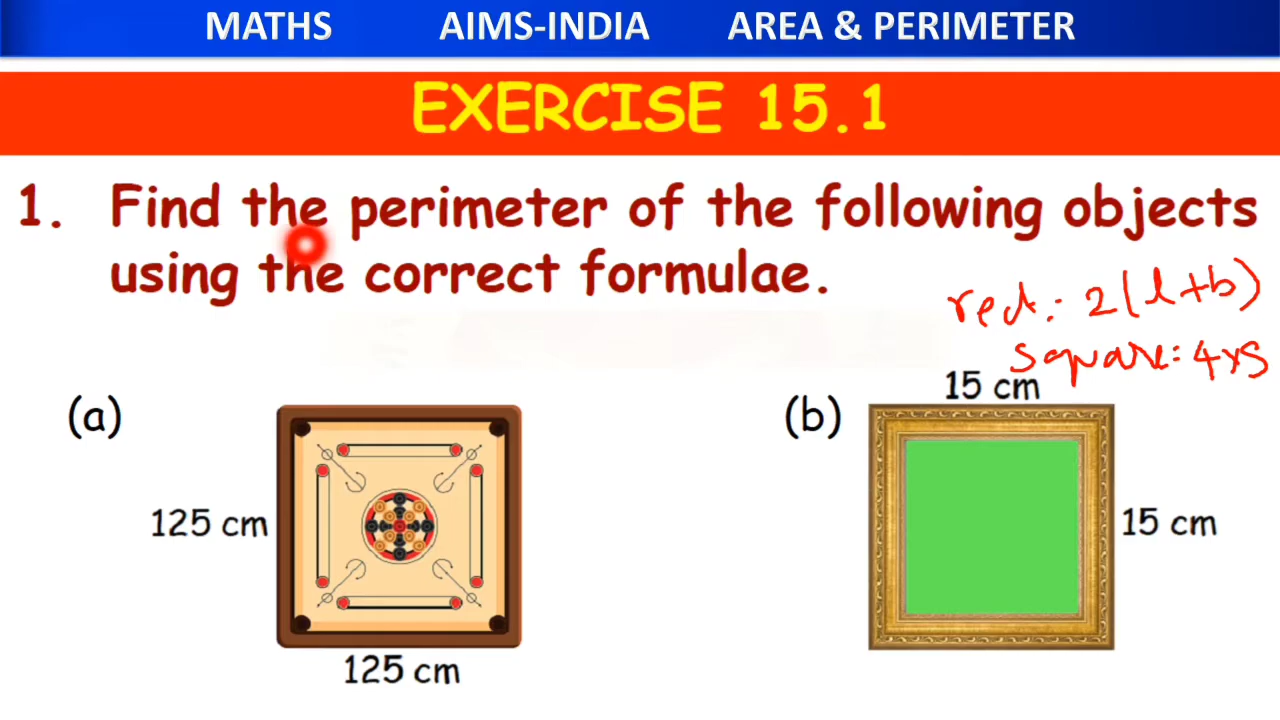 MATHS AIMS-INDIA AREA & PERIMETER
EXERCISE 15.1
1. Find the perimeter of the following objects
using the correct formulae.
rect: 2(l+b)
square: 4xS
(a)
125 cm
125 cm
(b)
15 cm
15 cm